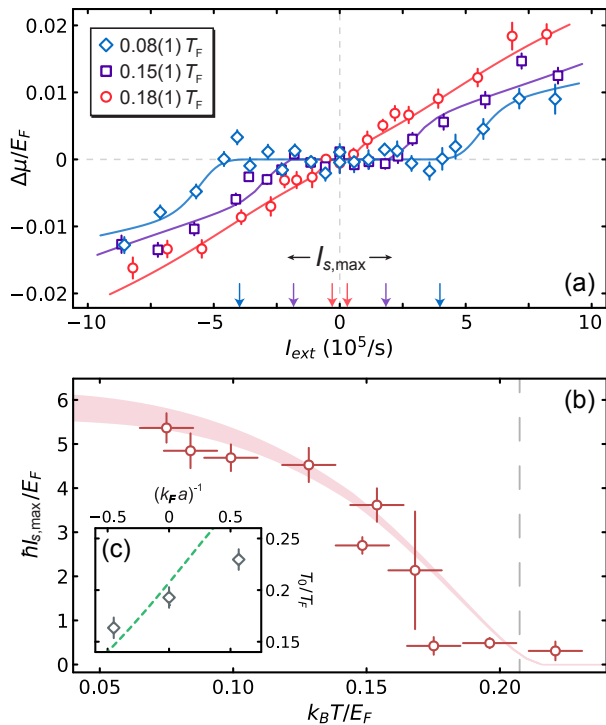 0.02
0.01
0
−0.01
−0.02
Δμ/E_F
0.08(1) T_F
0.15(1) T_F
0.18(1) T_F
I_s,max
(a)
−10
−5
0
5
10
I_ext (10⁵/s)
6
5
4
3
2
1
0
ħI_s,max/E_F
(b)
(k_F a)⁻¹
−0.5
0
0.5
(c)
0.25
0.2
0.15
T_0/T_F
0.05
0.10
0.15
0.20
k_B T/E_F